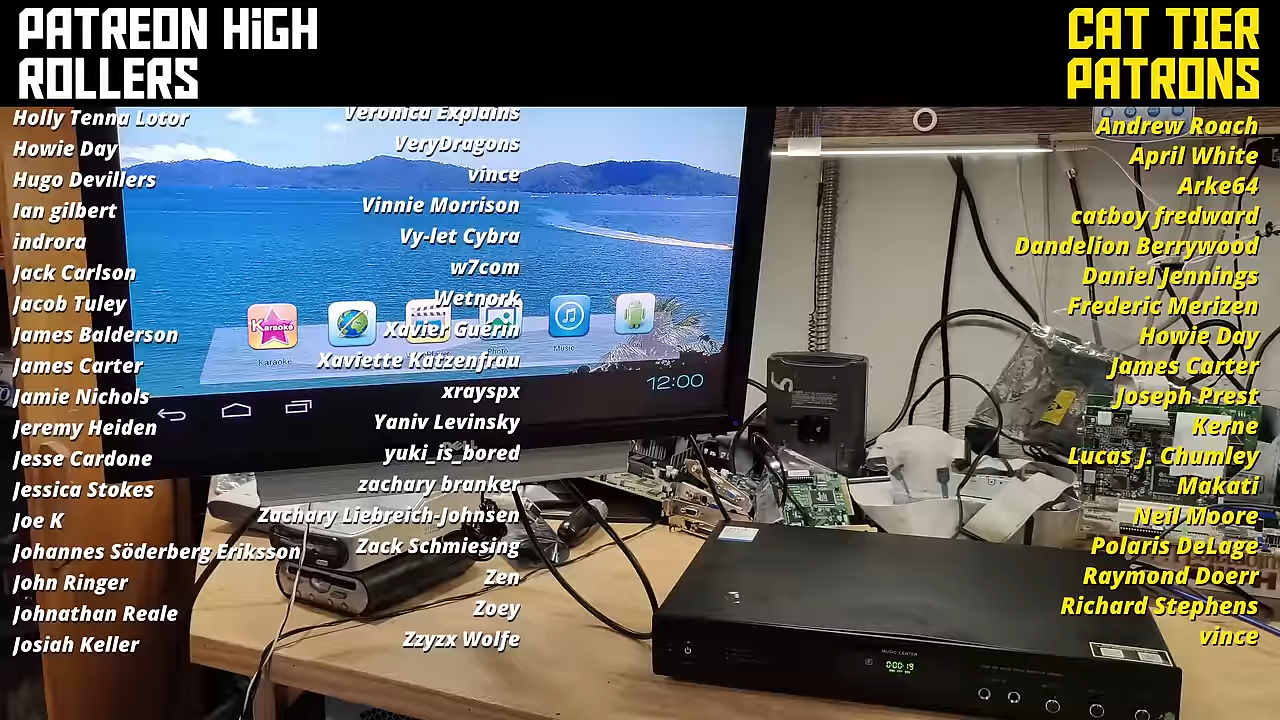 PATREON HiGH
ROLLERS
Holly Tenna Lotor
Howie Day
Hugo Devillers
Ian gilbert
indrora
Jack Carlson
Jacob Tuley
James Balderson
James Carter
Jamie Nichols
Jeremy Heiden
Jesse Cardone
Jessica Stokes
Joe K
Johannes Söderberg Eriksson
John Ringer
Johnathan Reale
Josiah Keller
Veronica Explains
VeryDragons
vince
Vinnie Morrison
Vy-let Cybra
w7com
Wetnork
Xavier Guerin
Xaviette Katzenfrau
xrayspx
Yaniv Levinsky
yuki_is_bored
zachary branker
Zachary Liebreich-Johnsen
Zack Schmiesing
Zen
Zoey
Zzyzx Wolfe
CAT TIER
PATRONS
Andrew Roach
April White
Arke64
catboy fredward
Dandelion Berrywood
Daniel Jennings
Frederic Merizen
Howie Day
James Carter
Joseph Prest
Kerne
Lucas J. Chumley
Makati
Neil Moore
Polaris DeLage
Raymond Doerr
Richard Stephens
vince
Karaoke
Karaoke
Photo
Music
12:00
DELL
5
MUSIC CENTER
0:00:19